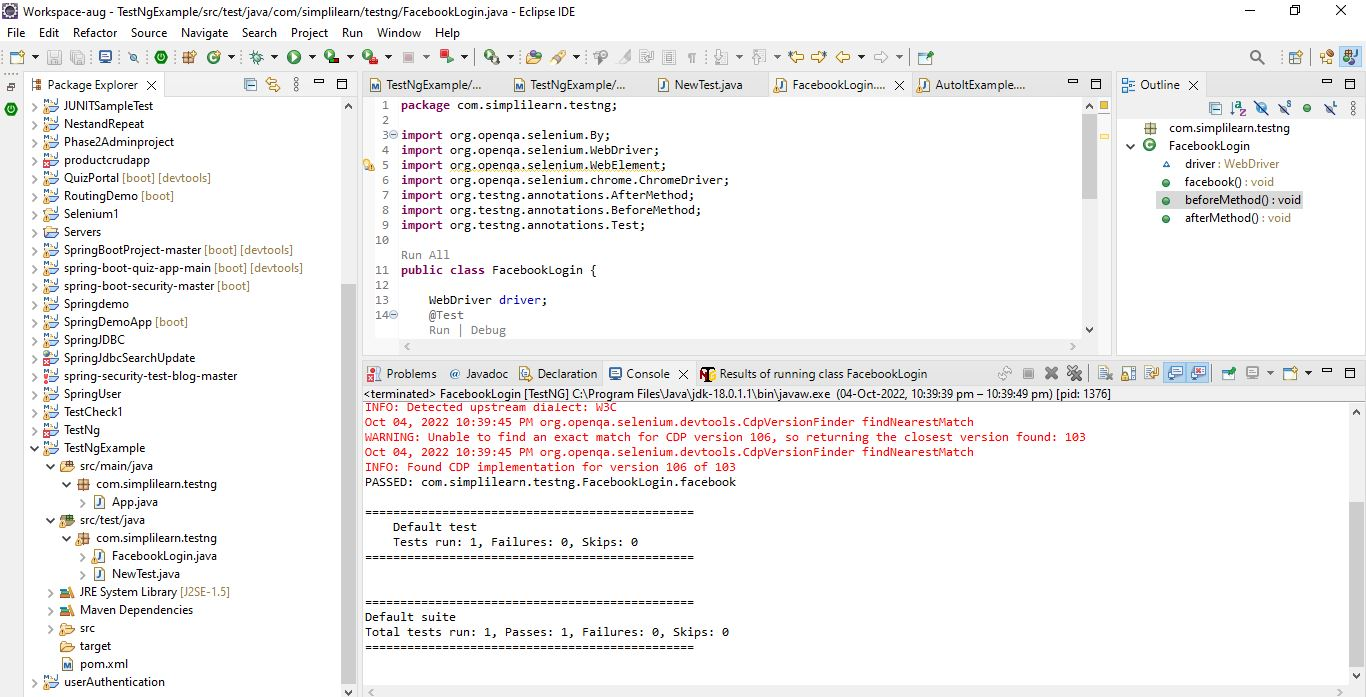 Workspace-aug - TestNgExample/src/test/java/com/simplilearn/testng/FacebookLogin.java - Eclipse IDE
File Edit Refactor Source Navigate Search Project Run Window Help
Package Explorer
JUNITSampleTest
NestandRepeat
Phase2Adminproject
productcrudapp
QuizPortal [boot] [devtools]
RoutingDemo [boot]
Selenium1
Servers
SpringBootProject-master [boot] [devtools]
spring-boot-quiz-app-main [boot] [devtools]
spring-boot-security-master [boot]
Springdemo
SpringDemoApp [boot]
SpringJDBC
SpringJdbcSearchUpdate
spring-security-test-blog-master
SpringUser
TestCheck1
TestNg
TestNgExample
src/main/java
com.simplilearn.testng
App.java
src/test/java
com.simplilearn.testng
FacebookLogin.java
NewTest.java
JRE System Library [J2SE-1.5]
Maven Dependencies
src
target
pom.xml
userAuthentication
TestNgExample/... TestNgExample/... NewTest.java FacebookLogin.... AutoItExample....
1 package com.simplilearn.testng;
2
3 import org.openqa.selenium.By;
4 import org.openqa.selenium.WebDriver;
5 import org.openqa.selenium.WebElement;
6 import org.openqa.selenium.chrome.ChromeDriver;
7 import org.testng.annotations.AfterMethod;
8 import org.testng.annotations.BeforeMethod;
9 import org.testng.annotations.Test;
10
Run All
11 public class FacebookLogin {
12
13 WebDriver driver;
14 @Test
Run | Debug
Outline
com.simplilearn.testng
FacebookLogin
driver : WebDriver
facebook() : void
beforeMethod() : void
afterMethod() : void
Problems @ Javadoc Declaration Console Results of running class FacebookLogin
<terminated> FacebookLogin [TestNG] C:\Program Files\Java\jdk-18.0.1.1\bin\javaw.exe (04-Oct-2022, 10:39:39 pm – 10:39:49 pm) [pid: 1376]
INFO: Detected upstream dialect: W3C
Oct 04, 2022 10:39:45 PM org.openqa.selenium.devtools.CdpVersionFinder findNearestMatch
WARNING: Unable to find an exact match for CDP version 106, so returning the closest version found: 103
Oct 04, 2022 10:39:45 PM org.openqa.selenium.devtools.CdpVersionFinder findNearestMatch
INFO: Found CDP implementation for version 106 of 103
PASSED: com.simplilearn.testng.FacebookLogin.facebook
===============================================
Default test
Tests run: 1, Failures: 0, Skips: 0
===============================================
===============================================
Default suite
Total tests run: 1, Passes: 1, Failures: 0, Skips: 0
===============================================